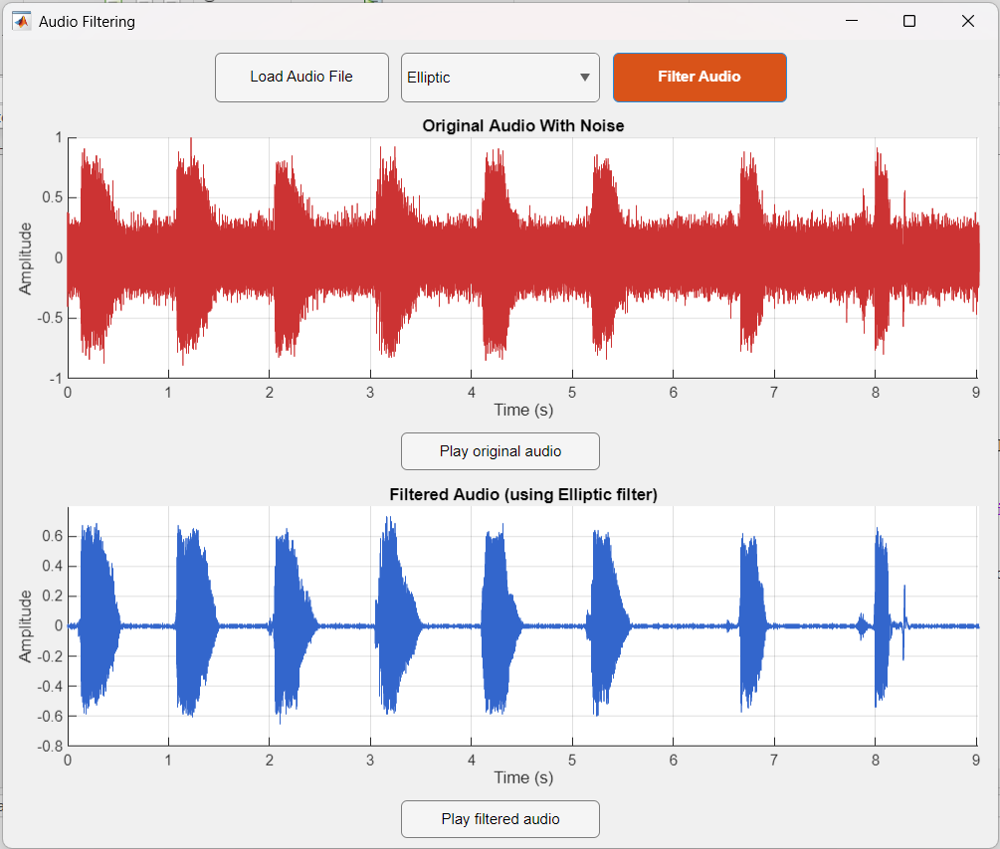 Audio Filtering
Load Audio File
Elliptic
Filter Audio
Original Audio With Noise
1
0.5
0
-0.5
-1
Amplitude
0 1 2 3 4 5 6 7 8 9
Time (s)
Play original audio
Filtered Audio (using Elliptic filter)
0.6
0.4
0.2
0
-0.2
-0.4
-0.6
-0.8
Amplitude
0 1 2 3 4 5 6 7 8 9
Time (s)
Play filtered audio